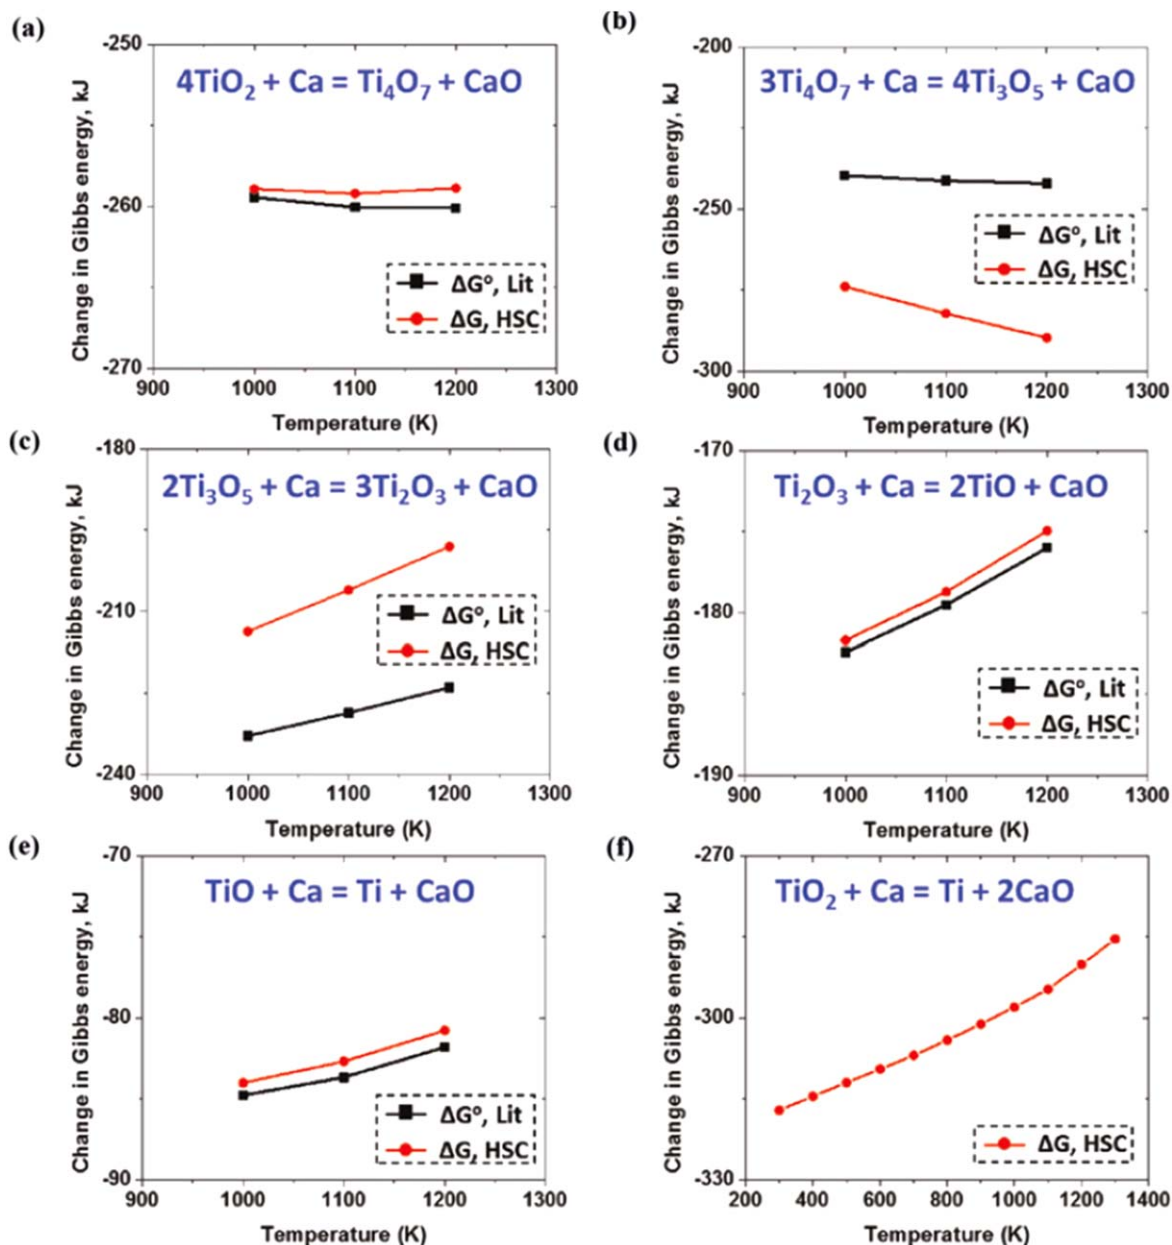 (a)
4TiO₂ + Ca = Ti₄O₇ + CaO
Change in Gibbs energy, kJ
-250
-260
-270
ΔGᵒ, Lit
ΔG, HSC
900 1000 1100 1200 1300
Temperature (K)
(b)
3Ti₄O₇ + Ca = 4Ti₃O₅ + CaO
Change in Gibbs energy, kJ
-200
-250
-300
ΔGᵒ, Lit
ΔG, HSC
900 1000 1100 1200 1300
Temperature (K)
(c)
2Ti₃O₅ + Ca = 3Ti₂O₃ + CaO
Change in Gibbs energy, kJ
-180
-210
-240
ΔGᵒ, Lit
ΔG, HSC
900 1000 1100 1200 1300
Temperature (K)
(d)
Ti₂O₃ + Ca = 2TiO + CaO
Change in Gibbs energy, kJ
-170
-180
-190
ΔGᵒ, Lit
ΔG, HSC
900 1000 1100 1200 1300
Temperature (K)
(e)
TiO + Ca = Ti + CaO
Change in Gibbs energy, kJ
-70
-80
-90
ΔGᵒ, Lit
ΔG, HSC
900 1000 1100 1200 1300
Temperature (K)
(f)
TiO₂ + Ca = Ti + 2CaO
Change in Gibbs energy, kJ
-270
-300
-330
ΔG, HSC
200 400 600 800 1000 1200 1400
Temperature (K)